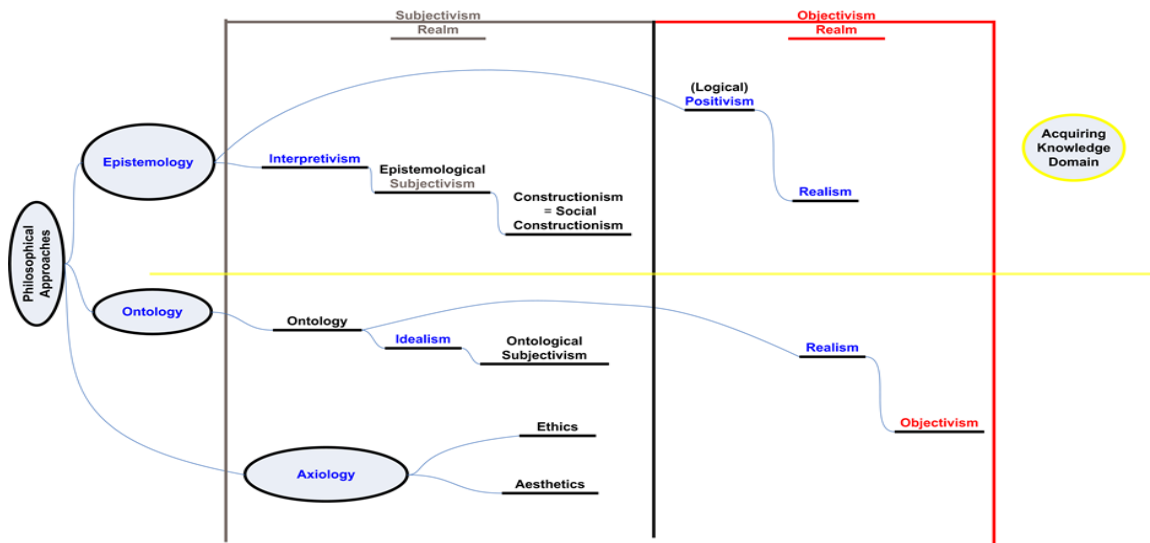 Subjectivism
Realm
Objectivism
Realm
(Logical)
Positivism
Acquiring
Knowledge
Domain
Epistemology
Interpretivism
Epistemological
Subjectivism
Constructionism
= Social
Constructionism
Realism
Philosophical
Approaches
Ontology
Ontology
Idealism
Ontological
Subjectivism
Realism
Objectivism
Ethics
Axiology
Aesthetics